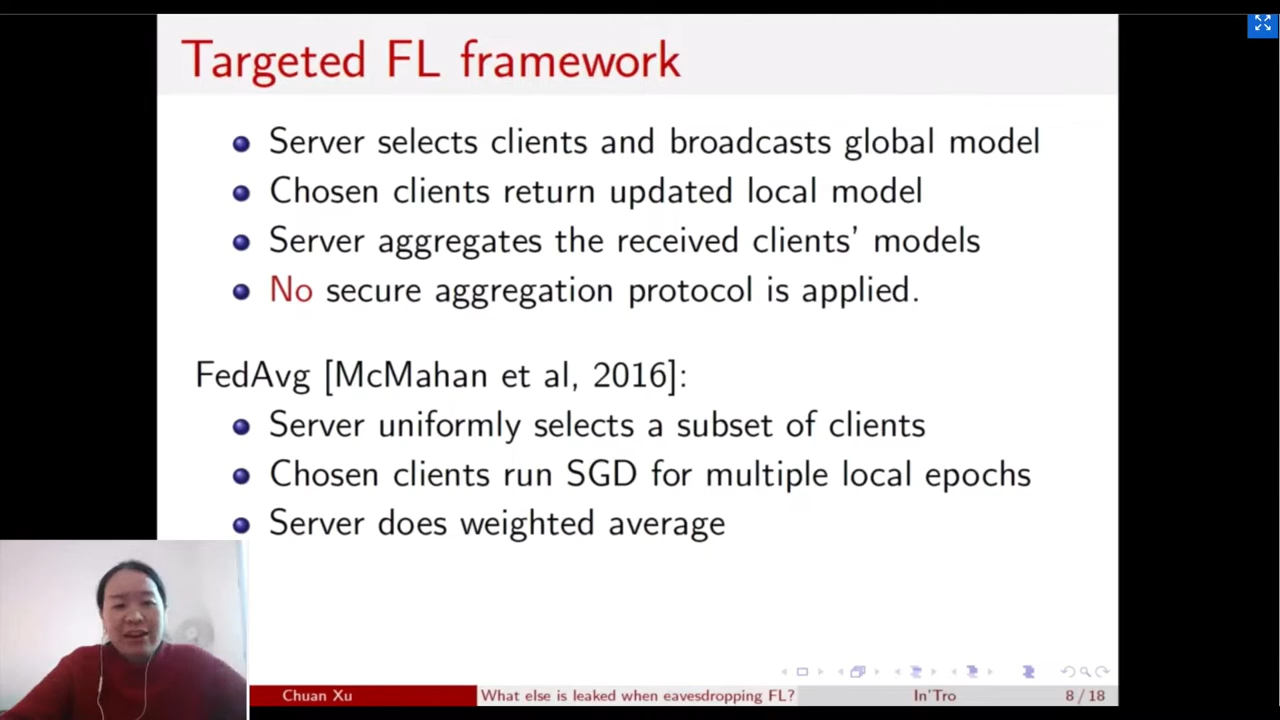 Targeted FL framework
Server selects clients and broadcasts global model
Chosen clients return updated local model
Server aggregates the received clients' models
No secure aggregation protocol is applied.
FedAvg [McMahan et al, 2016]:
Server uniformly selects a subset of clients
Chosen clients run SGD for multiple local epochs
Server does weighted average
Chuan Xu What else is leaked when eavesdropping FL? In'Tro 8 / 18